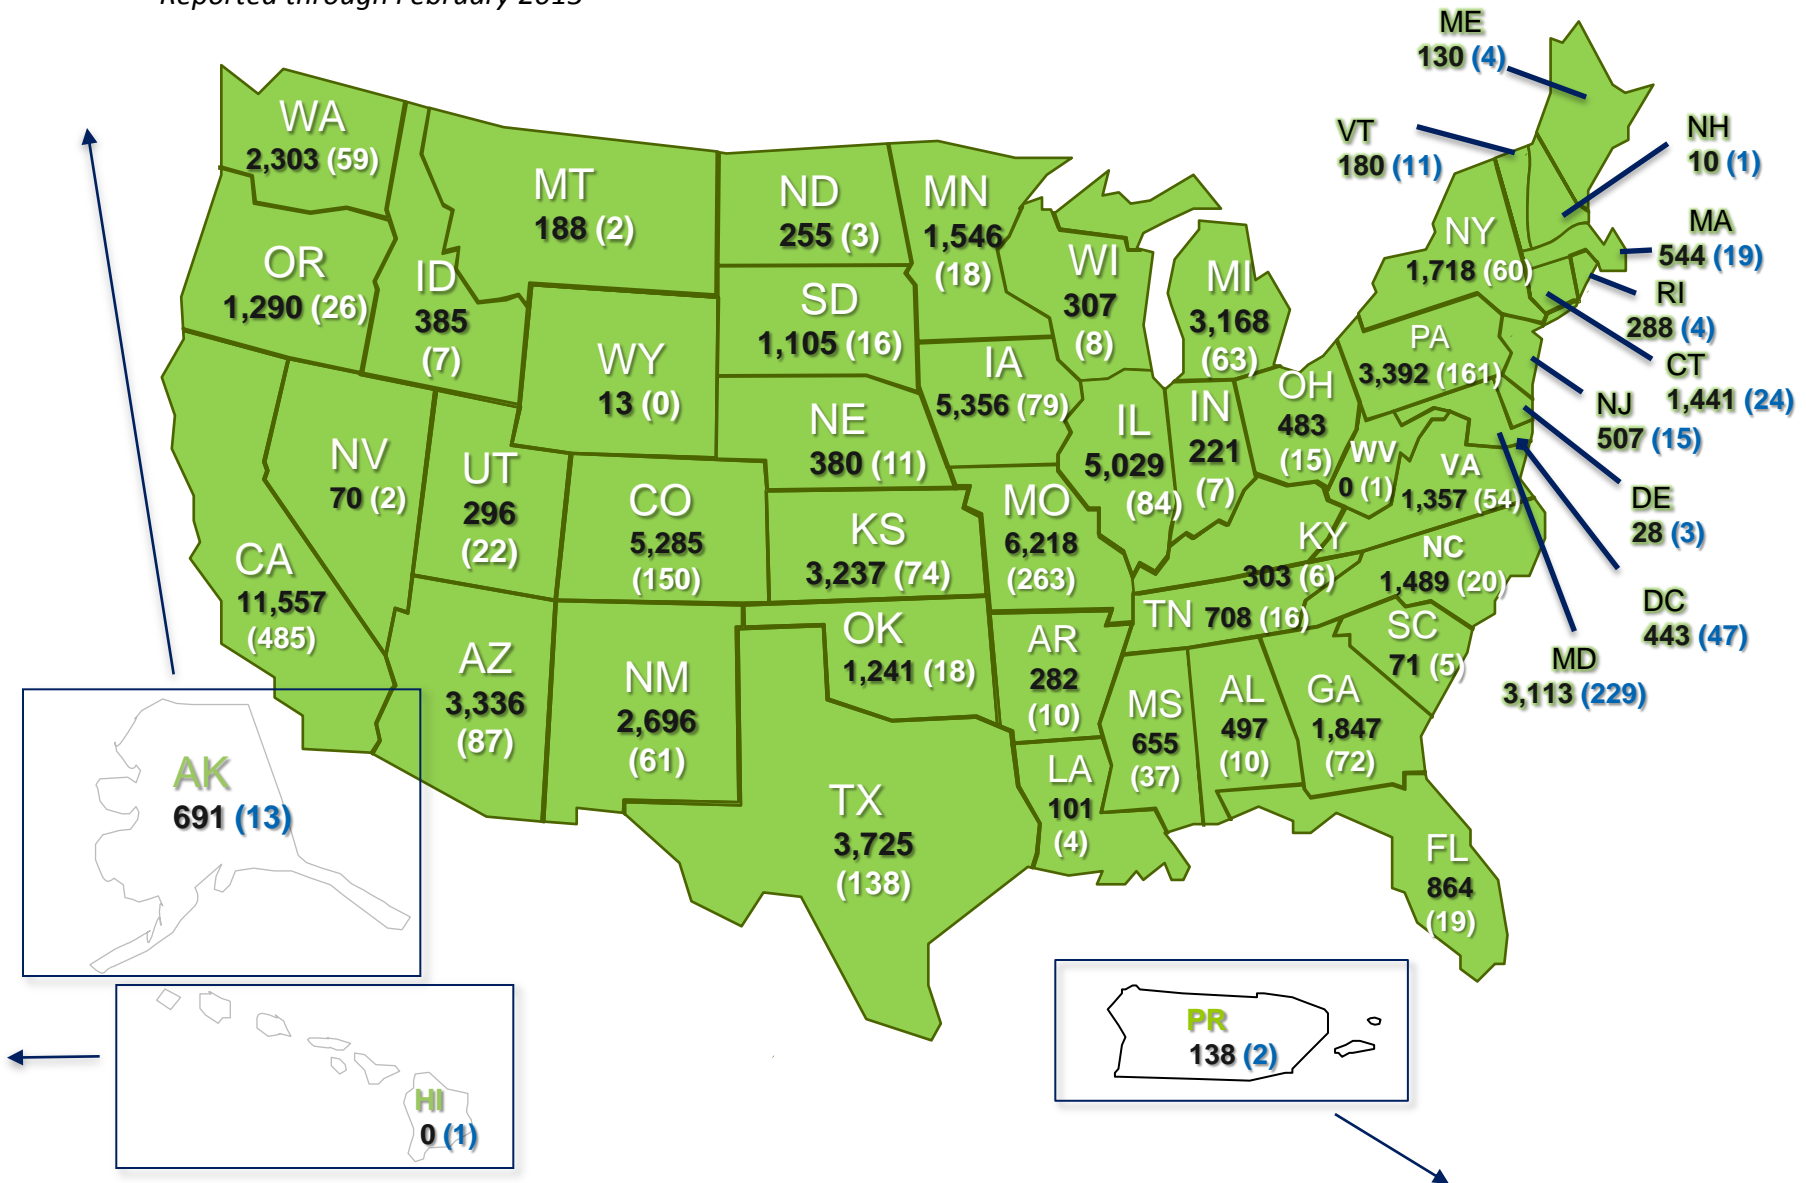 Reported through February 2013
ME
130 (4)
WA
2,303 (59)
VT
180 (11)
NH
10 (1)
MT
188 (2)
ND
255 (3)
MN
1,546
(18)
MA
544 (19)
NY
1,718 (60)
OR
1,290 (26)
ID
385
(7)
WI
307
(8)
MI
3,168
(63)
SD
1,105 (16)
RI
288 (4)
PA
3,392 (161)
WY
13 (0)
IA
5,356 (79)
CT
1,441 (24)
OH
483
(15)
IN
221
(7)
NJ
507 (15)
NE
380 (11)
IL
5,029
(84)
WV
0 (1)
VA
1,357 (54)
NV
70 (2)
UT
296
(22)
CO
5,285
(150)
MO
6,218
(263)
DE
28 (3)
KS
3,237 (74)
KY
303 (6)
NC
1,489 (20)
CA
11,557
(485)
DC
443 (47)
TN 708 (16)
OK
1,241 (18)
AR
282
(10)
SC
71 (5)
AZ
3,336
(87)
NM
2,696
(61)
MD
3,113 (229)
MS
655
(37)
AL
497
(10)
GA
1,847
(72)
AK
691 (13)
LA
101
(4)
TX
3,725
(138)
FL
864
(19)
PR
138 (2)
HI
0 (1)